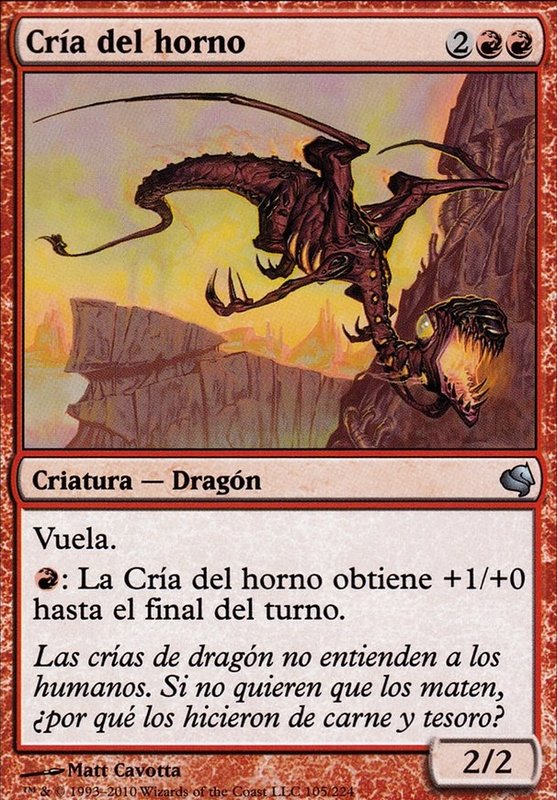 Cría del horno 2
Criatura — Dragón
Vuela.
: La Cría del horno obtiene +1/+0
hasta el final del turno.
Las crías de dragón no entienden a los
humanos. Si no quieren que los maten,
¿por qué los hicieron de carne y tesoro?
2/2
Matt Cavotta
™ & © 1993–2010 Wizards of the Coast LLC 105/224